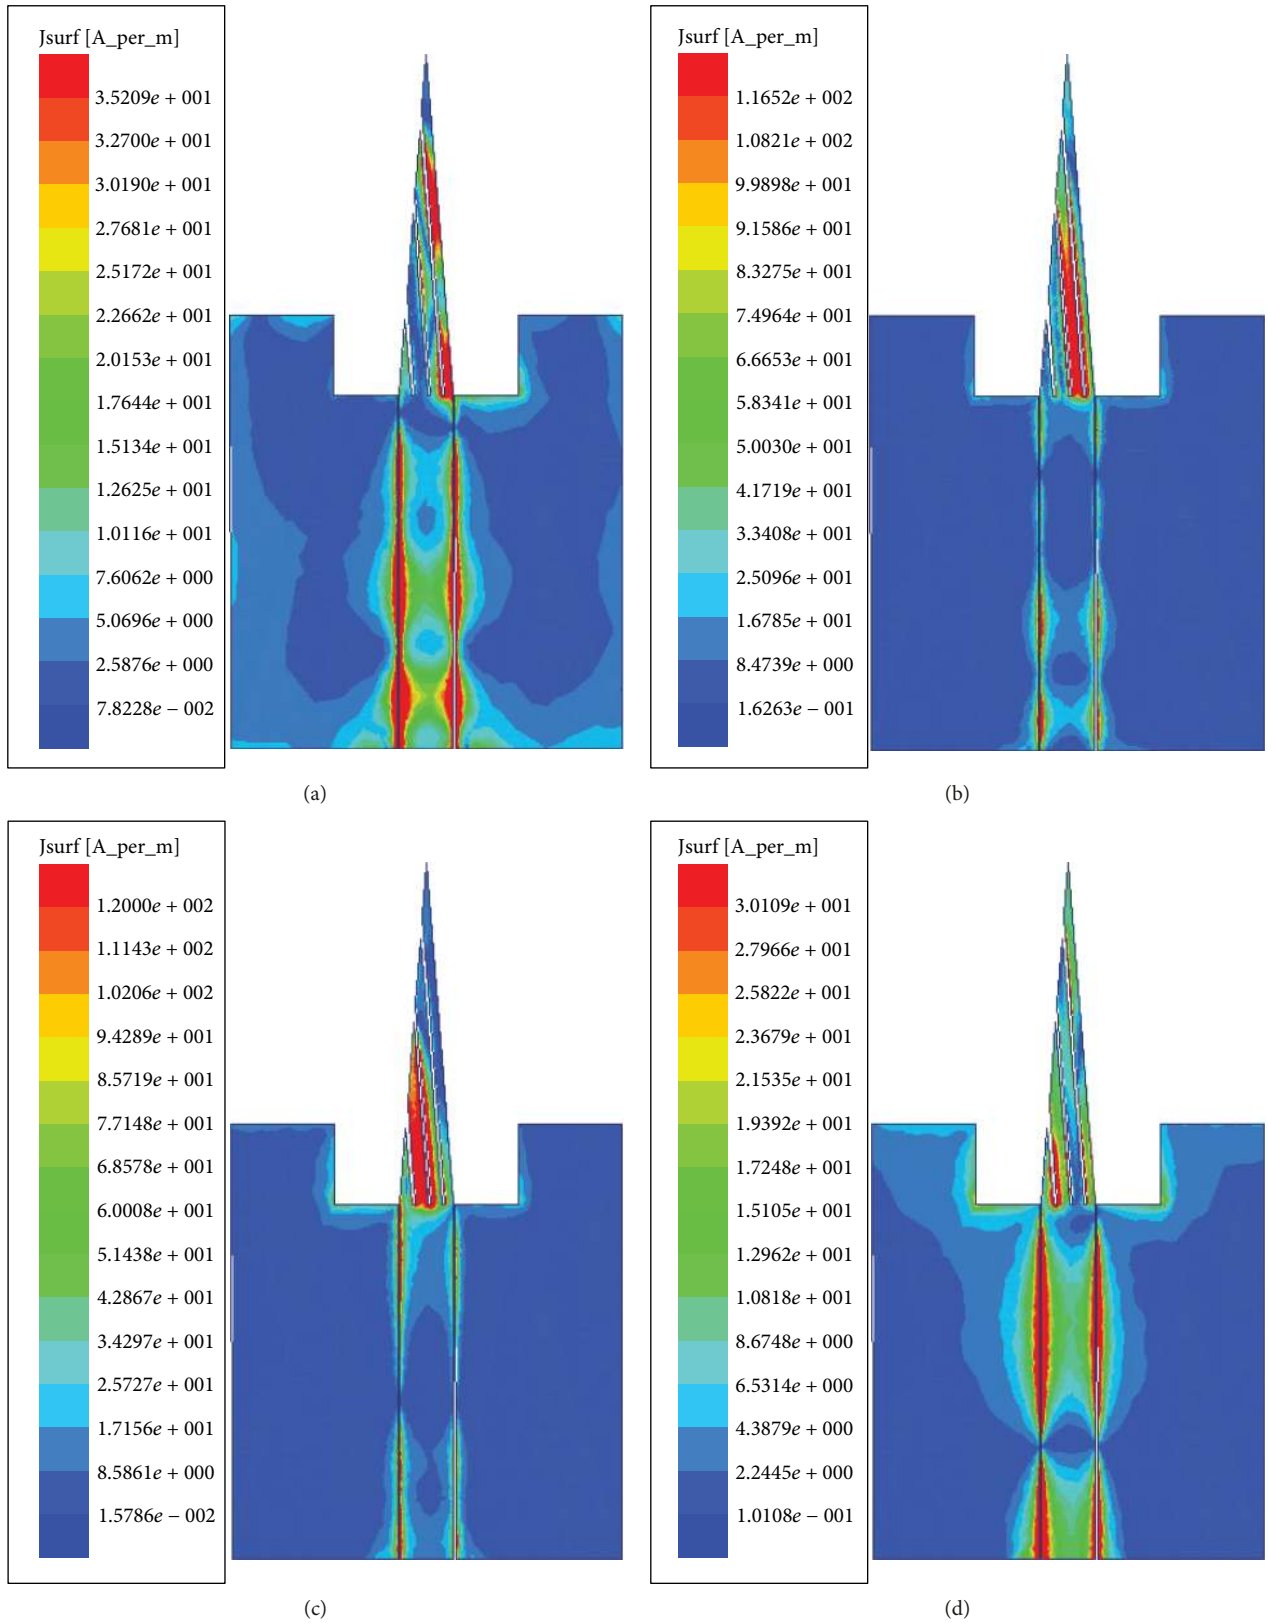 Jsurf [A_per_m]
3.5209e + 001
3.2700e + 001
3.0190e + 001
2.7681e + 001
2.5172e + 001
2.2662e + 001
2.0153e + 001
1.7644e + 001
1.5134e + 001
1.2625e + 001
1.0116e + 001
7.6062e + 000
5.0696e + 000
2.5876e + 000
7.8228e − 002
(a)
Jsurf [A_per_m]
1.1652e + 002
1.0821e + 002
9.9898e + 001
9.1586e + 001
8.3275e + 001
7.4964e + 001
6.6653e + 001
5.8341e + 001
5.0030e + 001
4.1719e + 001
3.3408e + 001
2.5096e + 001
1.6785e + 001
8.4739e + 000
1.6263e − 001
(b)
Jsurf [A_per_m]
1.2000e + 002
1.1143e + 002
1.0206e + 002
9.4289e + 001
8.5719e + 001
7.7148e + 001
6.8578e + 001
6.0008e + 001
5.1438e + 001
4.2867e + 001
3.4297e + 001
2.5727e + 001
1.7156e + 001
8.5861e + 000
1.5786e − 002
(c)
Jsurf [A_per_m]
3.0109e + 001
2.7966e + 001
2.5822e + 001
2.3679e + 001
2.1535e + 001
1.9392e + 001
1.7248e + 001
1.5105e + 001
1.2962e + 001
1.0818e + 001
8.6748e + 000
6.5314e + 000
4.3879e + 000
2.2445e + 000
1.0108e − 001
(d)